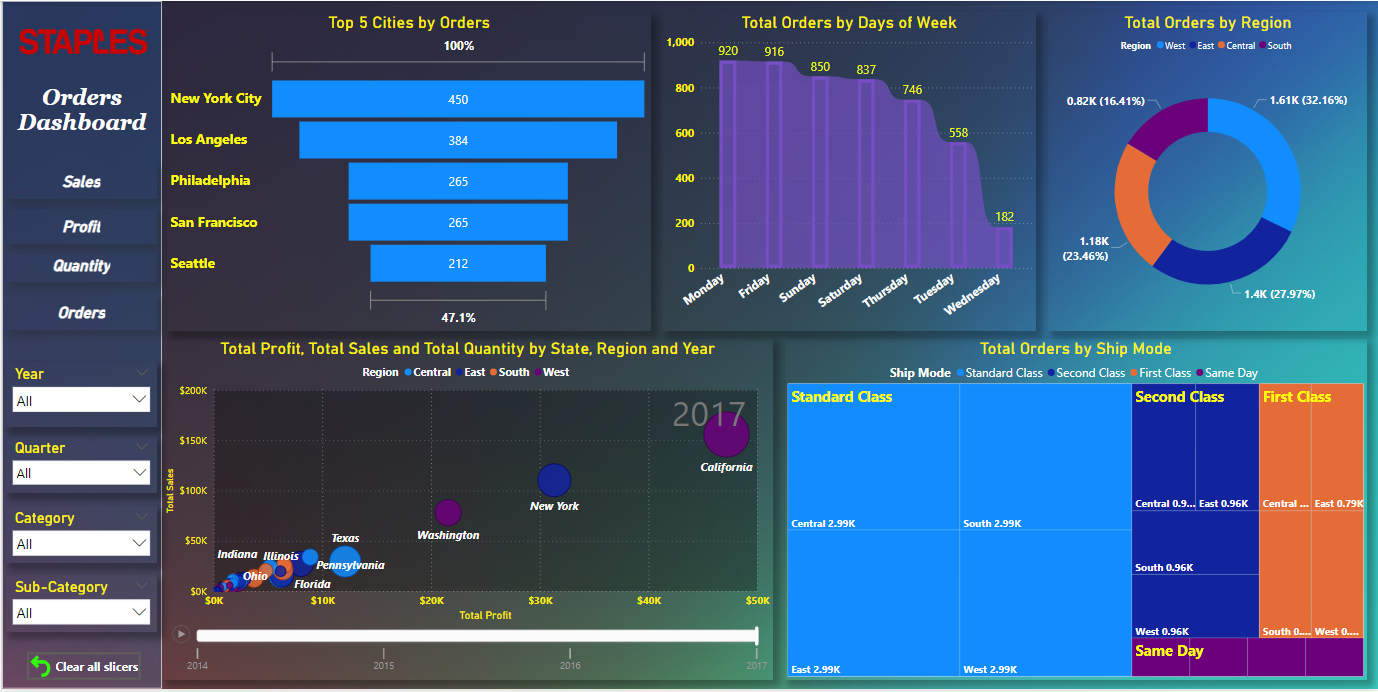 STAPLES
Orders
Dashboard
Sales
Profit
Quantity
Orders
Year
All
Quarter
All
Category
All
Sub-Category
All
Clear all slicers
Top 5 Cities by Orders
100%
New York City
450
Los Angeles
384
Philadelphia
265
San Francisco
265
Seattle
212
47.1%
Total Orders by Days of Week
1,000
800
600
400
200
0
920
916
850
837
746
558
182
Monday
Friday
Sunday
Saturday
Thursday
Tuesday
Wednesday
Total Orders by Region
Region West East Central South
0.82K (16.41%)
1.61K (32.16%)
1.18K
(23.46%)
1.4K (27.97%)
Total Profit, Total Sales and Total Quantity by State, Region and Year
Region Central East South West
2017
$200K
$150K
$100K
$50K
$0K
Total Sales
California
New York
Washington
Texas
Indiana
Illinois
Pennsylvania
Ohio
Florida
$0K
$10K
$20K
$30K
$40K
$50K
Total Profit
2014
2015
2016
2017
Total Orders by Ship Mode
Ship Mode Standard Class Second Class First Class Same Day
Standard Class
Central 2.99K
South 2.99K
East 2.99K
West 2.99K
Second Class
Central 0.9...
East 0.96K
South 0.96K
West 0.96K
First Class
Central ...
East 0.79K
South 0....
West 0....
Same Day